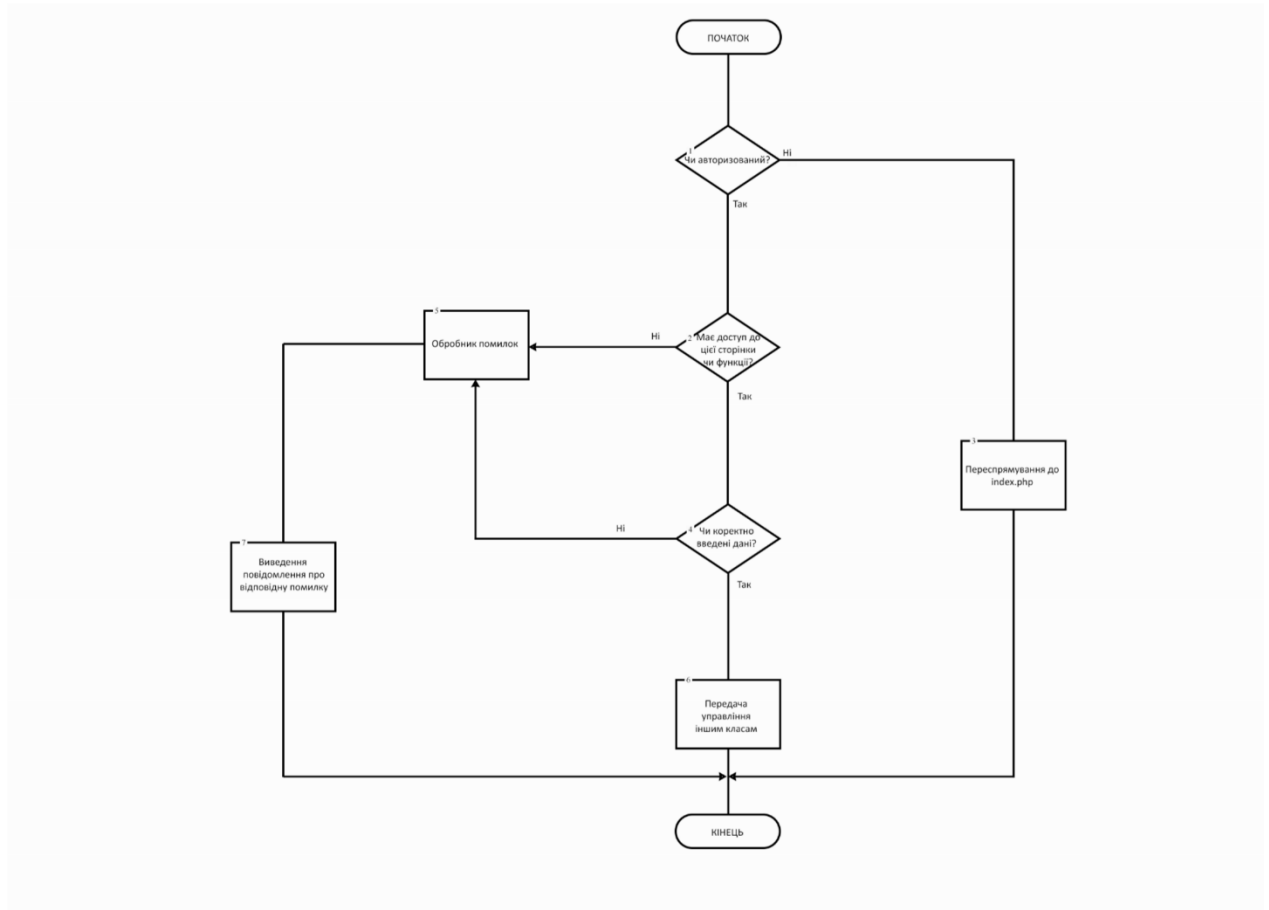 ПОЧАТОК
1
Чи авторизований?
Ні
Так
5
Обробник помилок
Ні
2
Має доступ до
цієї сторінки
чи функції?
Так
3
Переспрямування до
index.php
Ні
4
Чи коректно
введені дані?
7
Виведення
повідомлення про
відповідну помилку
Так
6
Передача
управління
іншим класам
КІНЕЦЬ